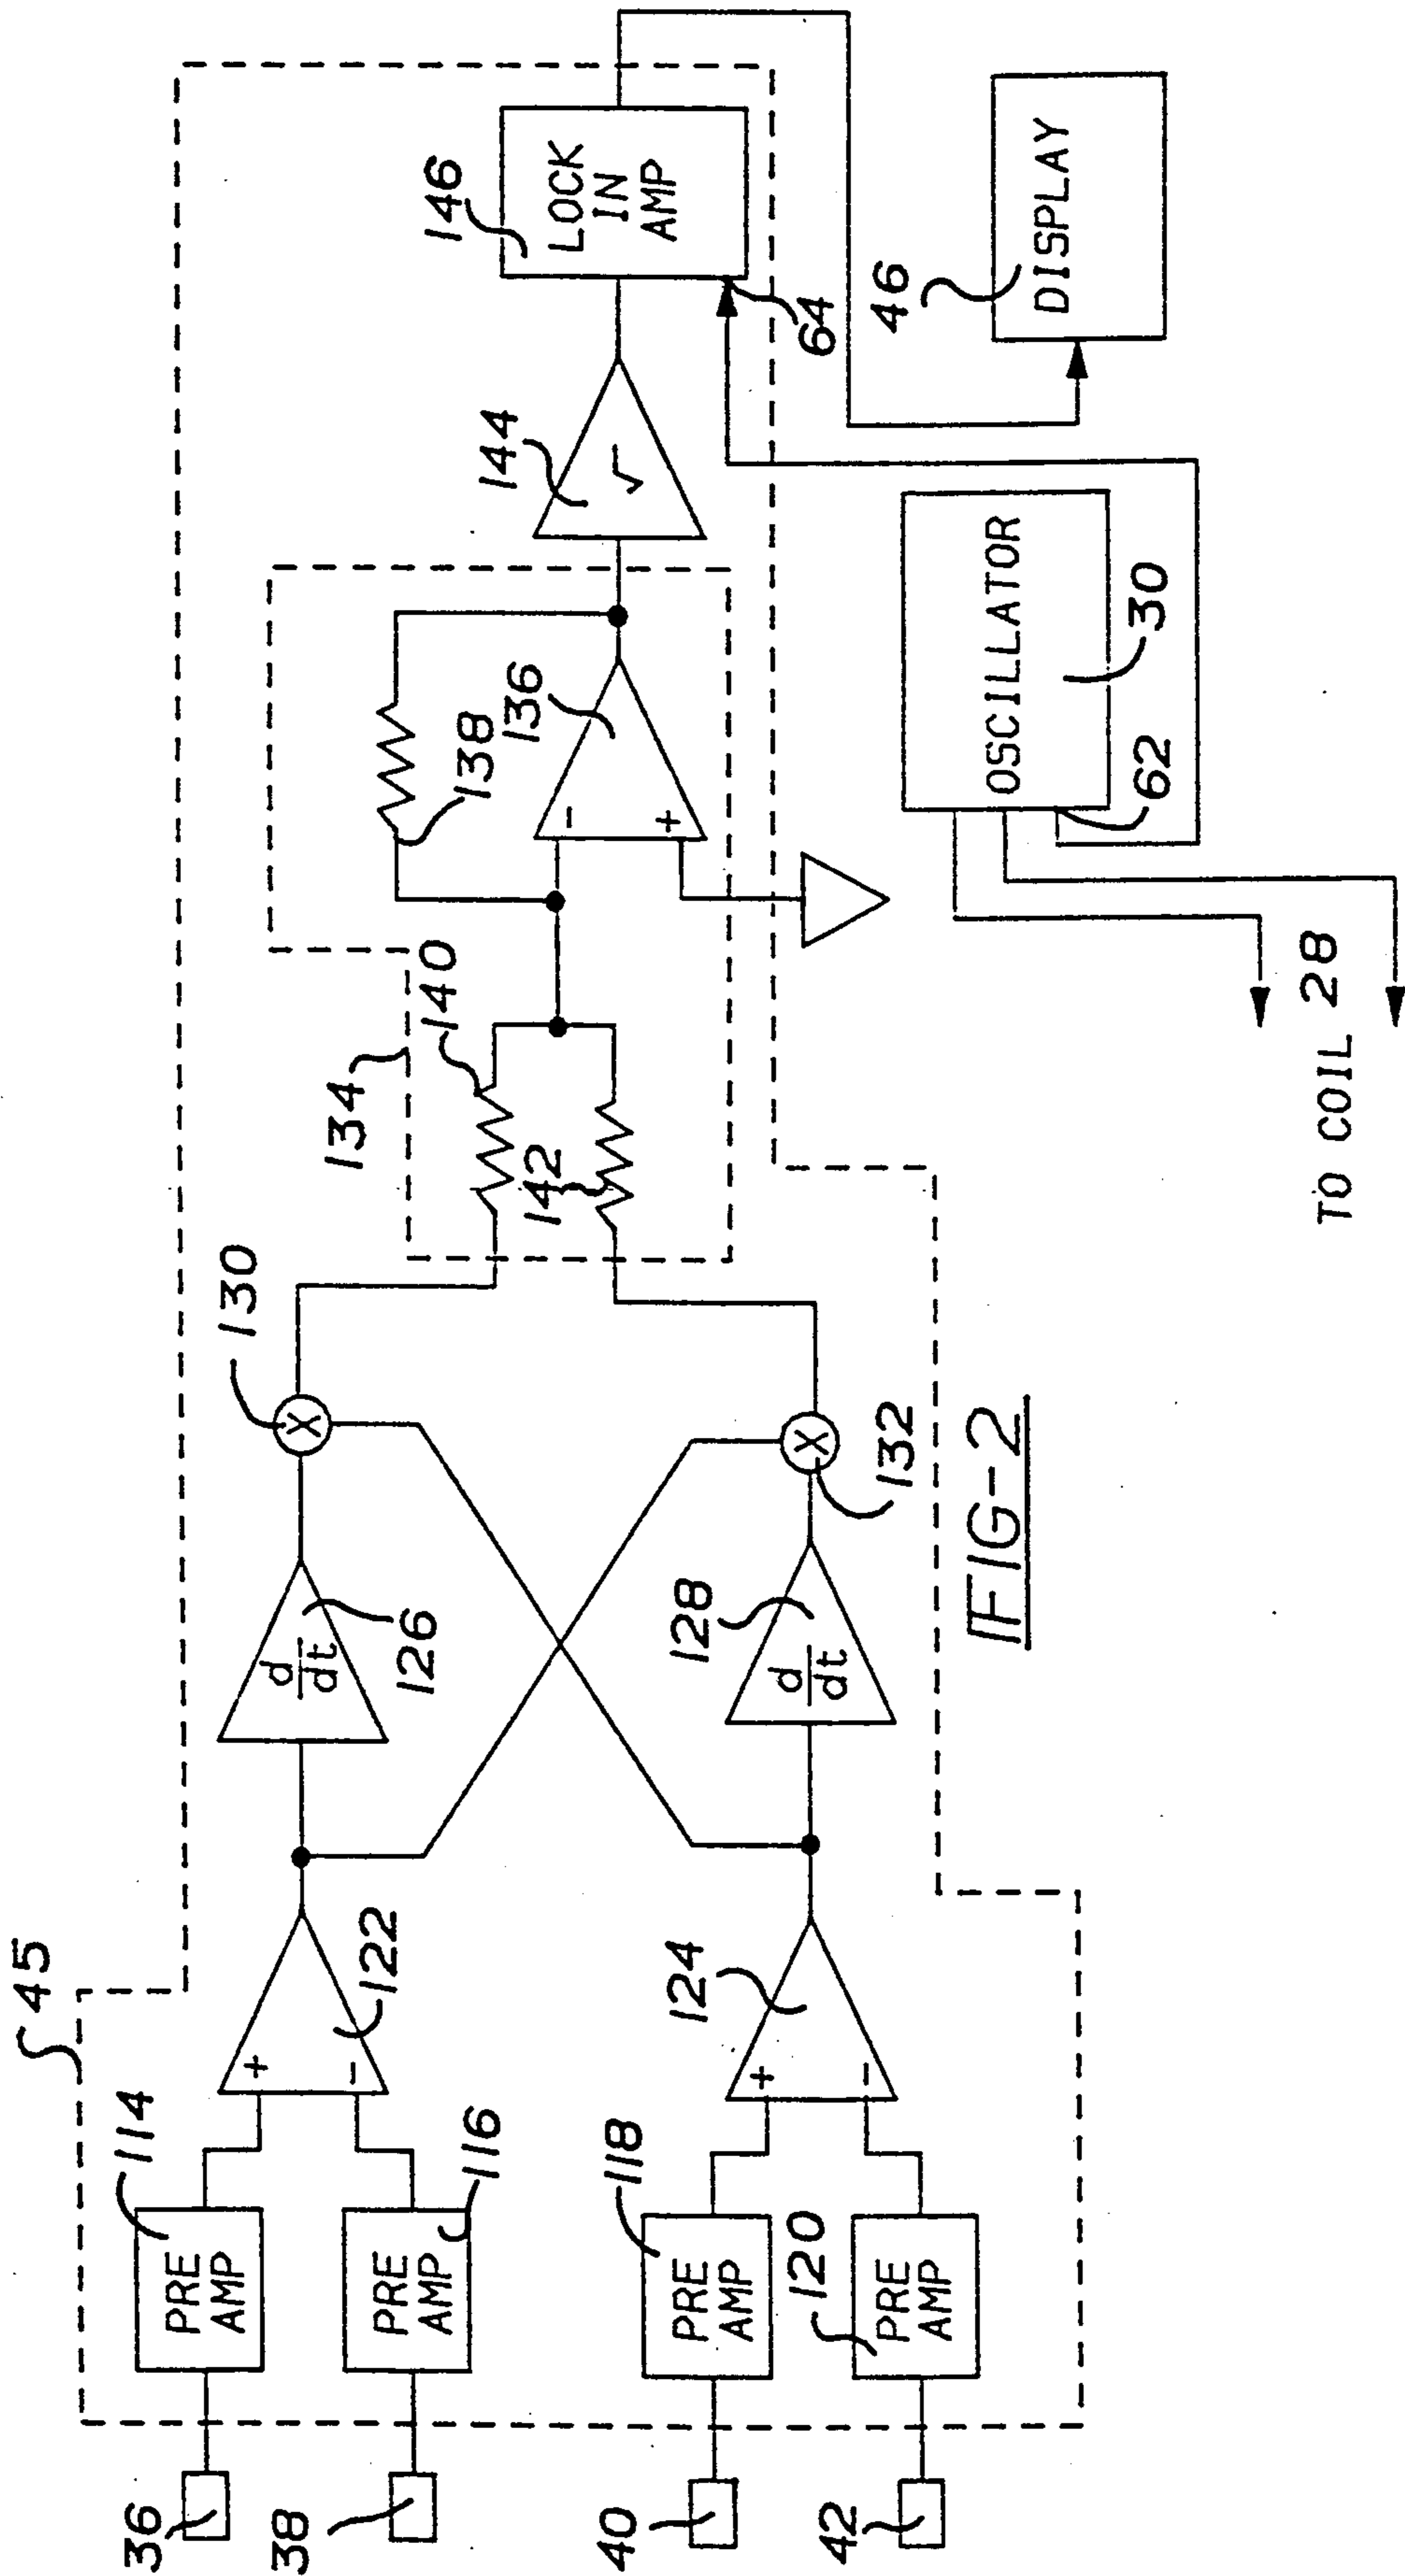 45
36
38
40
42
114
PRE
AMP
116
PRE
AMP
118
PRE
AMP
120
PRE
AMP
+
−
122
+
−
124
d
dt
126
d
dt
128
X
130
X
132
134
140
142
138
136
−
+
144
√
146
LOCK
IN
AMP
64
46
DISPLAY
OSCILLATOR
30
62
TO COIL 28
FIG-2